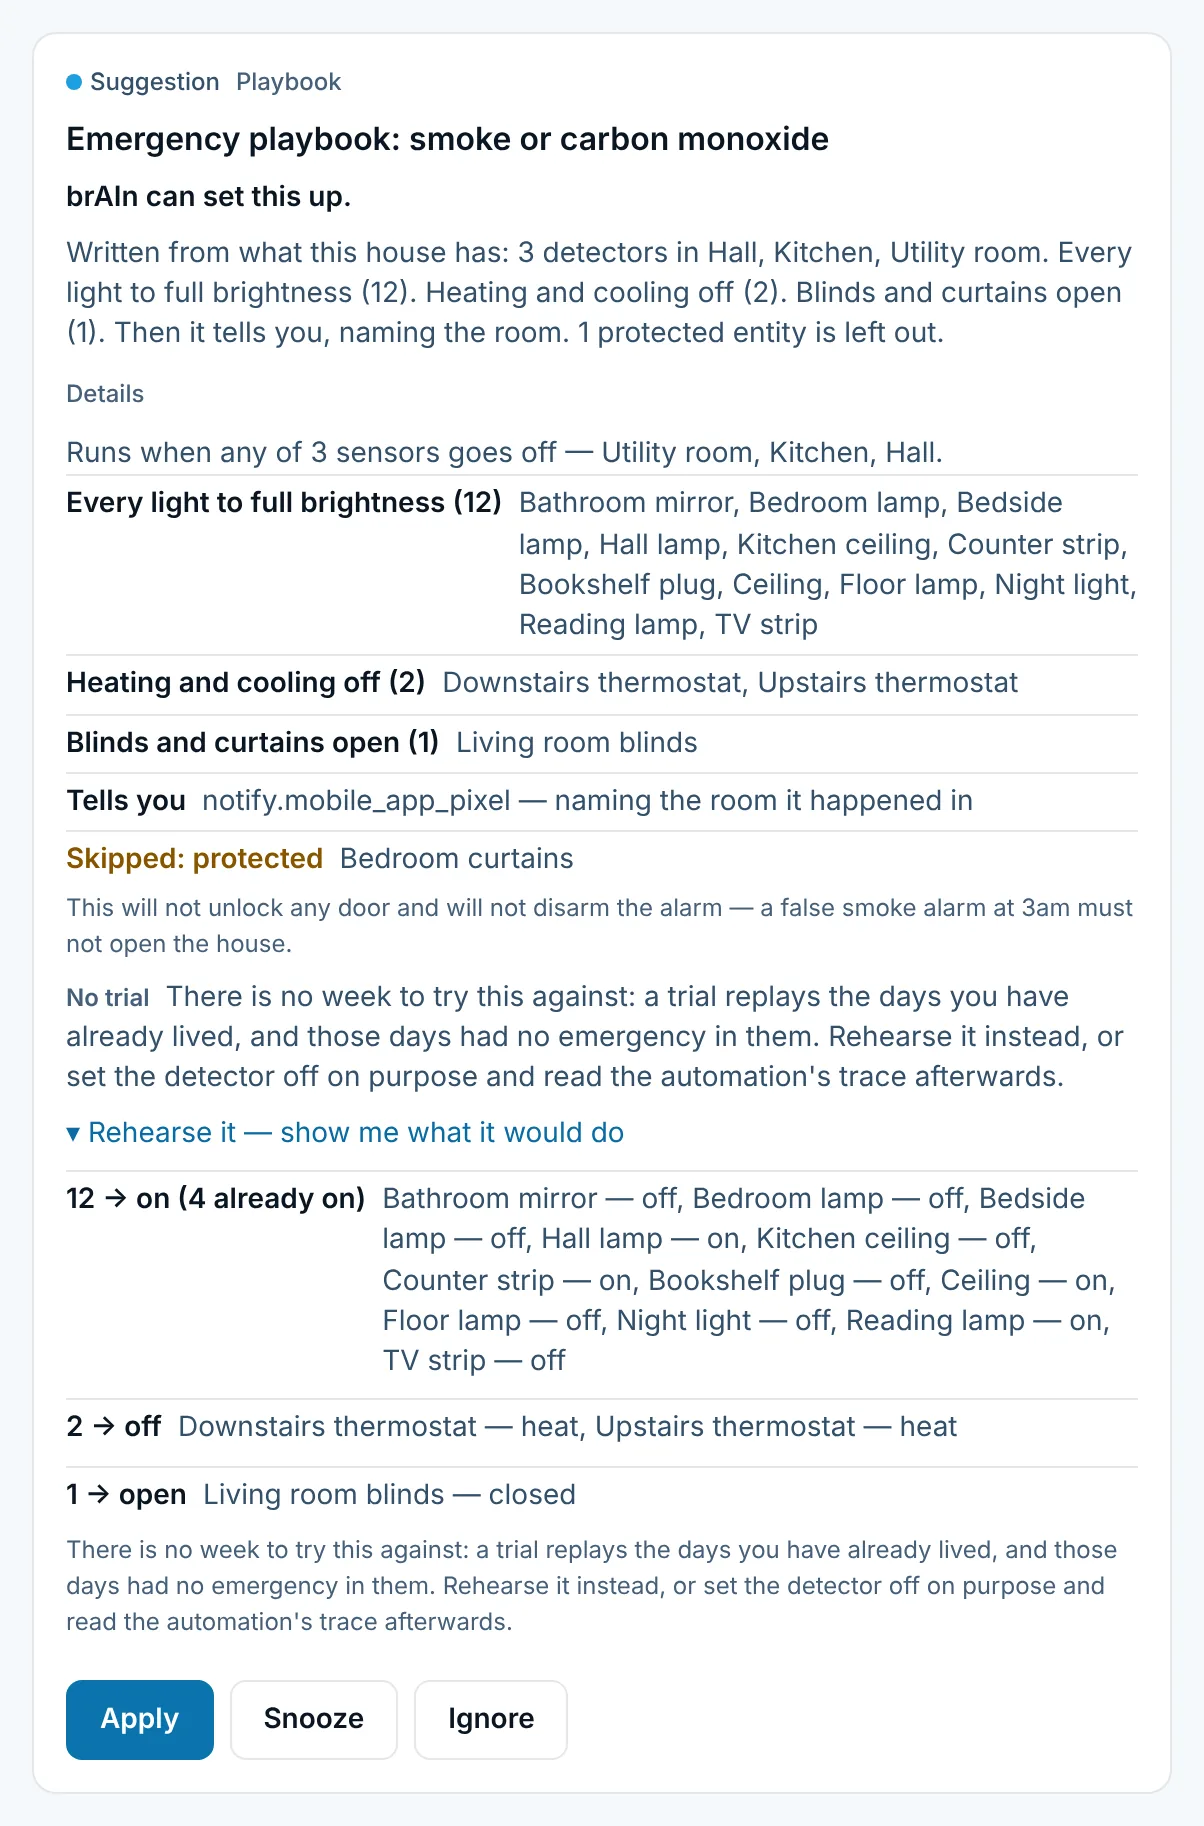 Suggestion Playbook
Emergency playbook: smoke or carbon monoxide
brAIn can set this up.
Written from what this house has: 3 detectors in Hall, Kitchen, Utility room. Every
light to full brightness (12). Heating and cooling off (2). Blinds and curtains open
(1). Then it tells you, naming the room. 1 protected entity is left out.
Details
Runs when any of 3 sensors goes off — Utility room, Kitchen, Hall.
Every light to full brightness (12) Bathroom mirror, Bedroom lamp, Bedside
lamp, Hall lamp, Kitchen ceiling, Counter strip,
Bookshelf plug, Ceiling, Floor lamp, Night light,
Reading lamp, TV strip
Heating and cooling off (2) Downstairs thermostat, Upstairs thermostat
Blinds and curtains open (1) Living room blinds
Tells you notify.mobile_app_pixel — naming the room it happened in
Skipped: protected Bedroom curtains
This will not unlock any door and will not disarm the alarm — a false smoke alarm at 3am must
not open the house.
No trial There is no week to try this against: a trial replays the days you have
already lived, and those days had no emergency in them. Rehearse it instead, or
set the detector off on purpose and read the automation's trace afterwards.
▾ Rehearse it — show me what it would do
12 → on (4 already on) Bathroom mirror — off, Bedroom lamp — off, Bedside
lamp — off, Hall lamp — on, Kitchen ceiling — off,
Counter strip — on, Bookshelf plug — off, Ceiling — on,
Floor lamp — off, Night light — off, Reading lamp — on,
TV strip — off
2 → off Downstairs thermostat — heat, Upstairs thermostat — heat
1 → open Living room blinds — closed
There is no week to try this against: a trial replays the days you have already lived, and those
days had no emergency in them. Rehearse it instead, or set the detector off on purpose and
read the automation's trace afterwards.
Apply Snooze Ignore